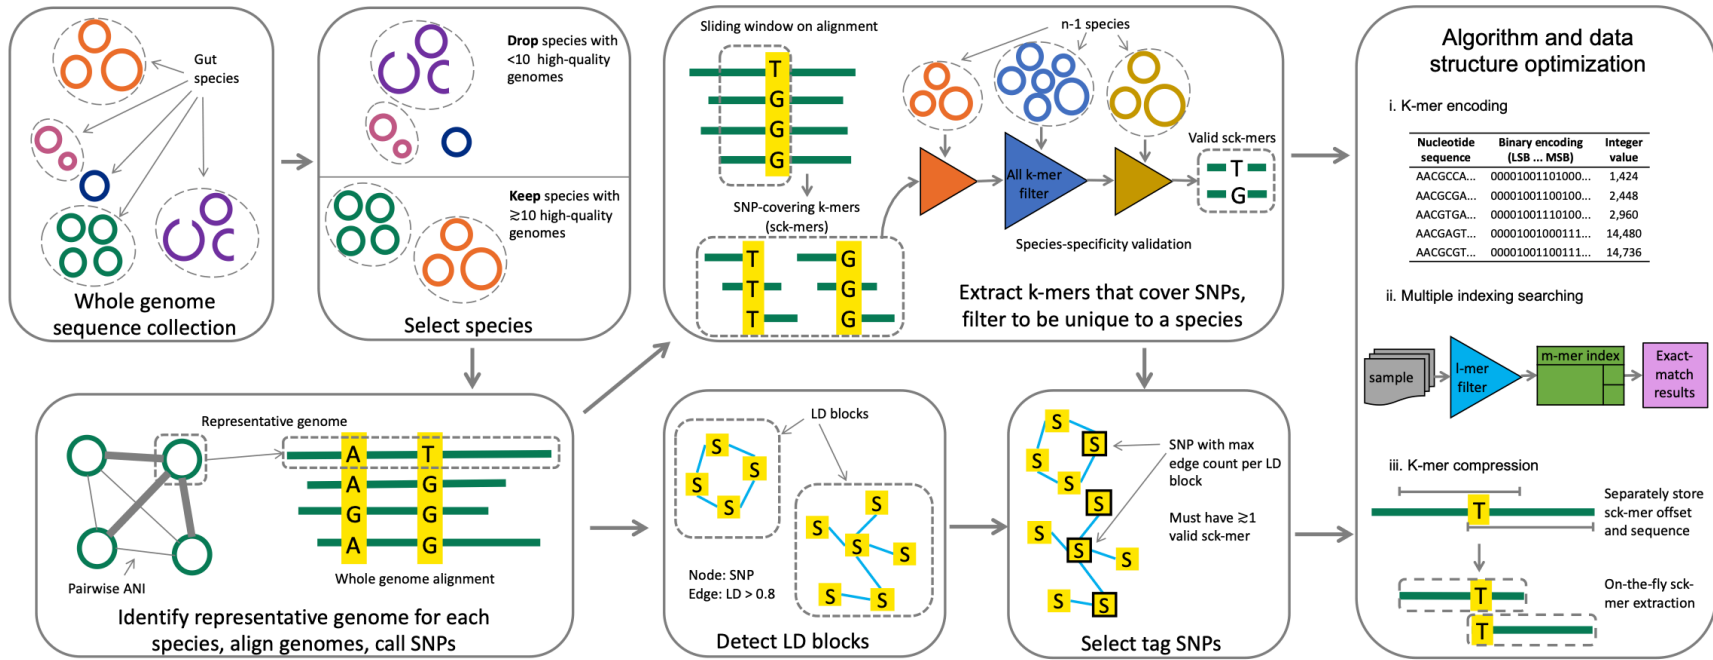 Gut
species
Whole genome
sequence collection
Drop species with
<10 high-quality
genomes
Keep species with
≳10 high-quality
genomes
Select species
Sliding window on alignment
T
G
G
G
SNP-covering k-mers
(sck-mers)
T
T
T
G
G
G
n-1 species
All k-mer
filter
Species-specificity validation
Valid sck-mers
T
G
Extract k-mers that cover SNPs,
filter to be unique to a species
Representative genome
A T
A G
G G
A G
Pairwise ANI
Whole genome alignment
Identify representative genome for each
species, align genomes, call SNPs
LD blocks
S
S
S
S
S
S
S
S
S
S
Node: SNP
Edge: LD > 0.8
Detect LD blocks
S
S
S
S
S
S
S
S
S
S
SNP with max
edge count per LD
block
Must have ≳1
valid sck-mer
Select tag SNPs
Algorithm and data
structure optimization
i. K-mer encoding
Nucleotide sequence Binary encoding (LSB ... MSB) Integer value
AACGCCA... 00001001101000... 1,424
AACGCGA... 00001001100100... 2,448
AACGTGA... 00001001110100... 2,960
AACGAGT... 00001001000111... 14,480
AACGCGT... 00001001100111... 14,736
ii. Multiple indexing searching
sample
l-mer
filter
m-mer index
Exact-
match
results
iii. K-mer compression
T
Separately store
sck-mer offset
and sequence
On-the-fly sck-
mer extraction
T
T